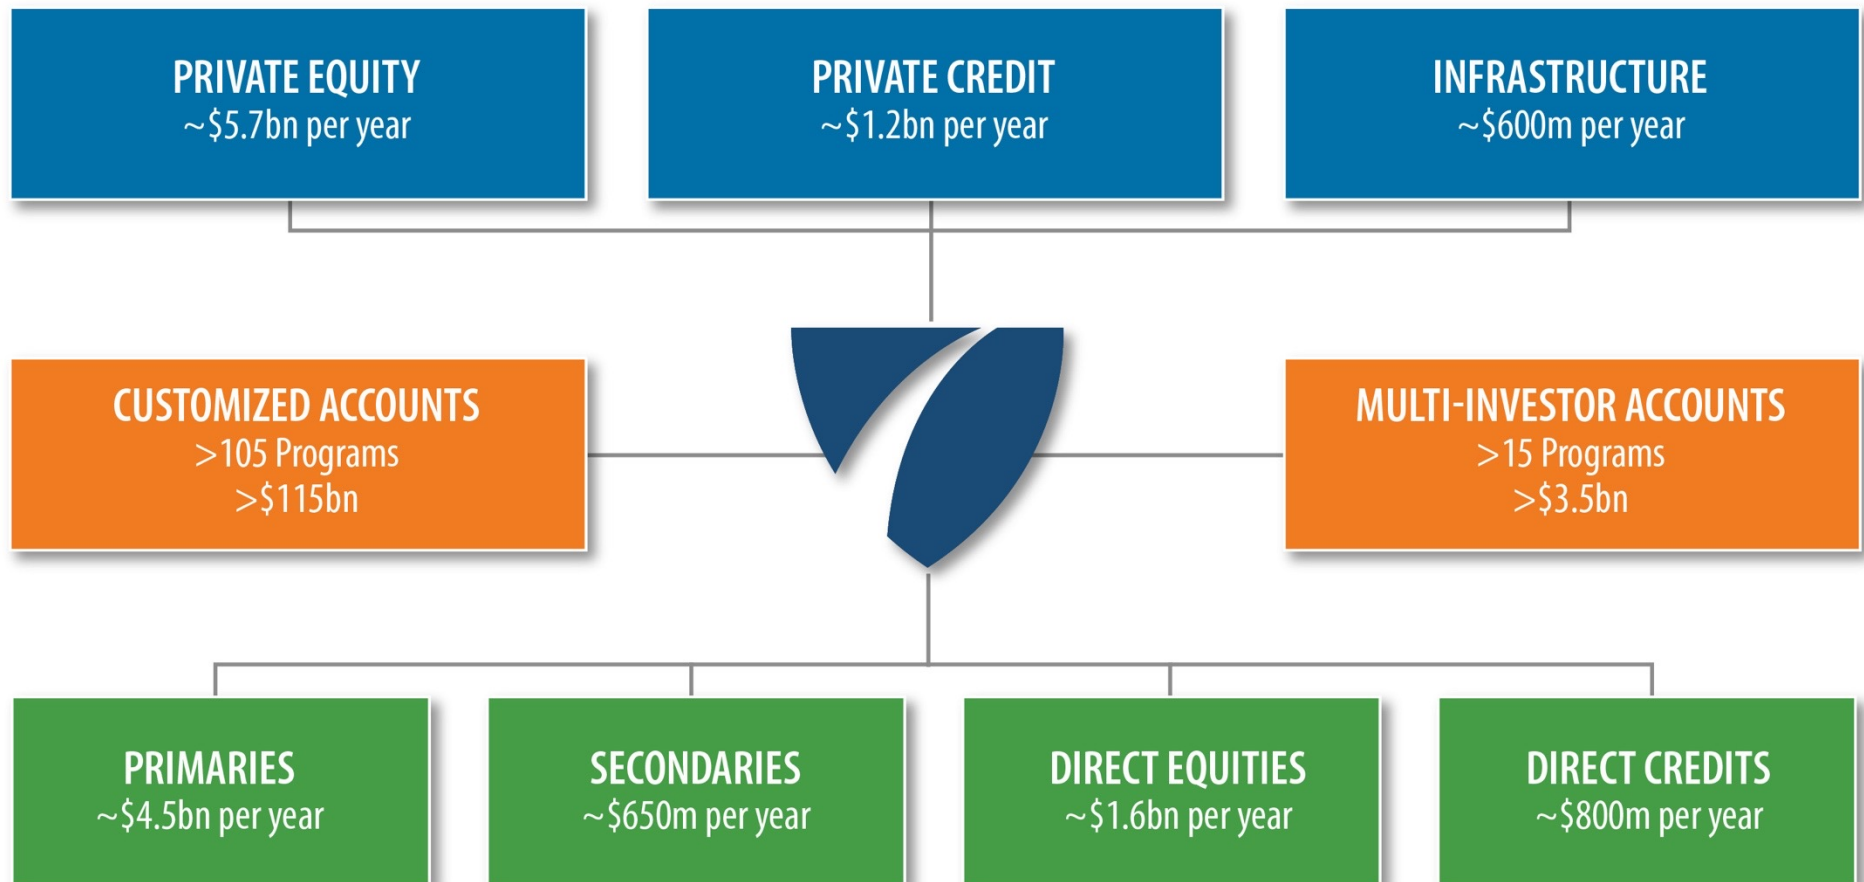 PRIVATE EQUITY
~$5.7bn per year
PRIVATE CREDIT
~$1.2bn per year
INFRASTRUCTURE
~$600m per year
CUSTOMIZED ACCOUNTS
>105 Programs
>$115bn
MULTI-INVESTOR ACCOUNTS
>15 Programs
>$3.5bn
PRIMARIES
~$4.5bn per year
SECONDARIES
~$650m per year
DIRECT EQUITIES
~$1.6bn per year
DIRECT CREDITS
~$800m per year